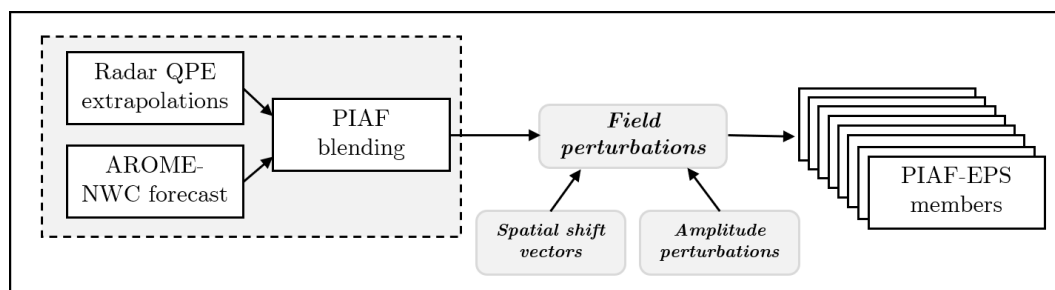 Radar QPE
extrapolations
AROME-
NWC forecast
PIAF
blending
Field
perturbations
Spatial shift
vectors
Amplitude
perturbations
PIAF-EPS
members